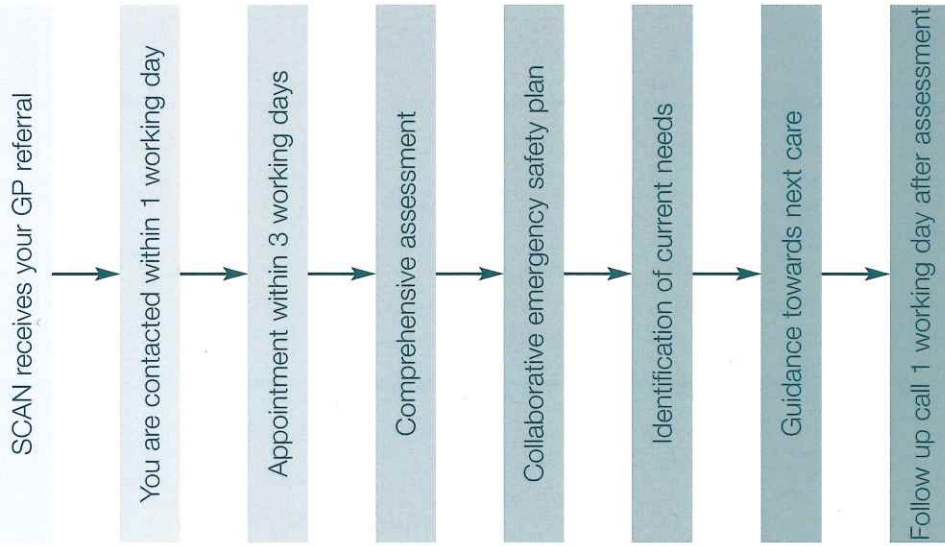 SCAN receives your GP referral
You are contacted within 1 working day
Appointment within 3 working days
Comprehensive assessment
Collaborative emergency safety plan
Identification of current needs
Guidance towards next care
Follow up call 1 working day after assessment